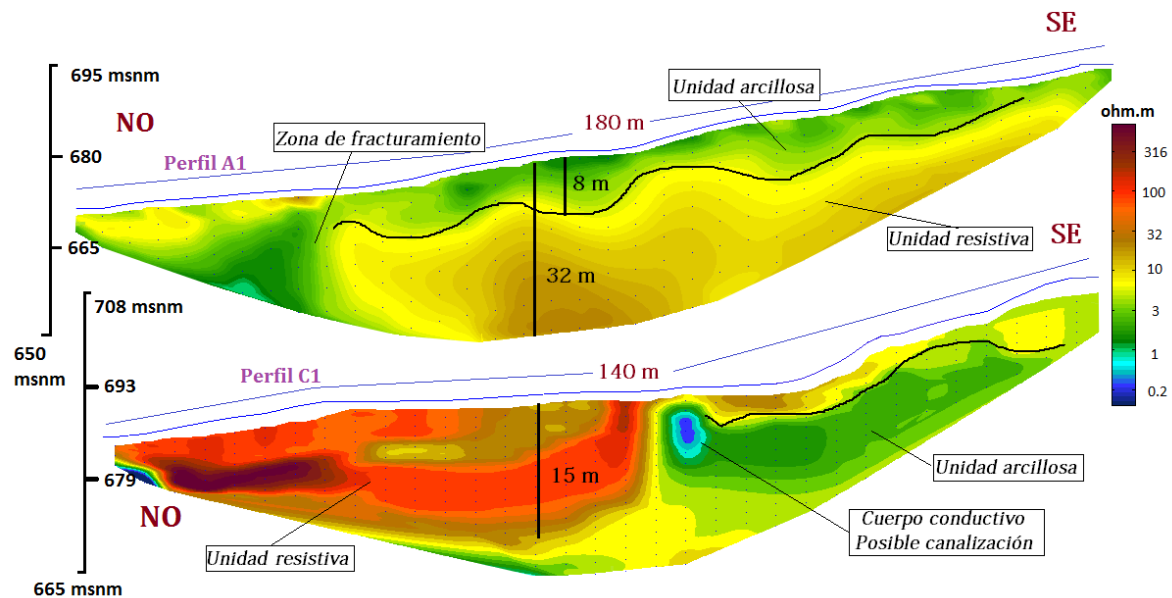 SE
695 msnm
Unidad arcillosa
ohm.m
NO
Zona de fracturamiento
180 m
316
680
Perfil A1
8 m
100
32
665
Unidad resistiva
SE
32 m
10
708 msnm
3
650
msnm
Perfil C1
140 m
1
693
0.2
Unidad arcillosa
679
15 m
NO
Cuerpo conductivo
Posible canalización
Unidad resistiva
665 msnm